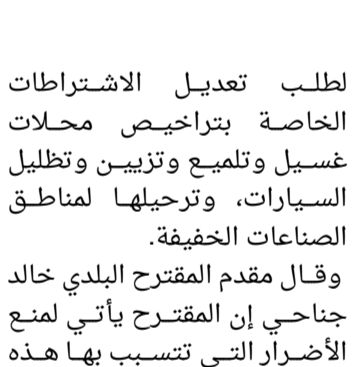 لطلب تعديل الاشتراطات
الخاصة بتراخيص محلات
غسيل وتلميع وتزيين وتظليل
السيارات، وترحيلها لمناطق
الصناعات الخفيفة.
وقال مقدم المقترح البلدي خالد
جناحي إن المقترح يأتي لمنع
الأضرار التي تتسبب بها هذه